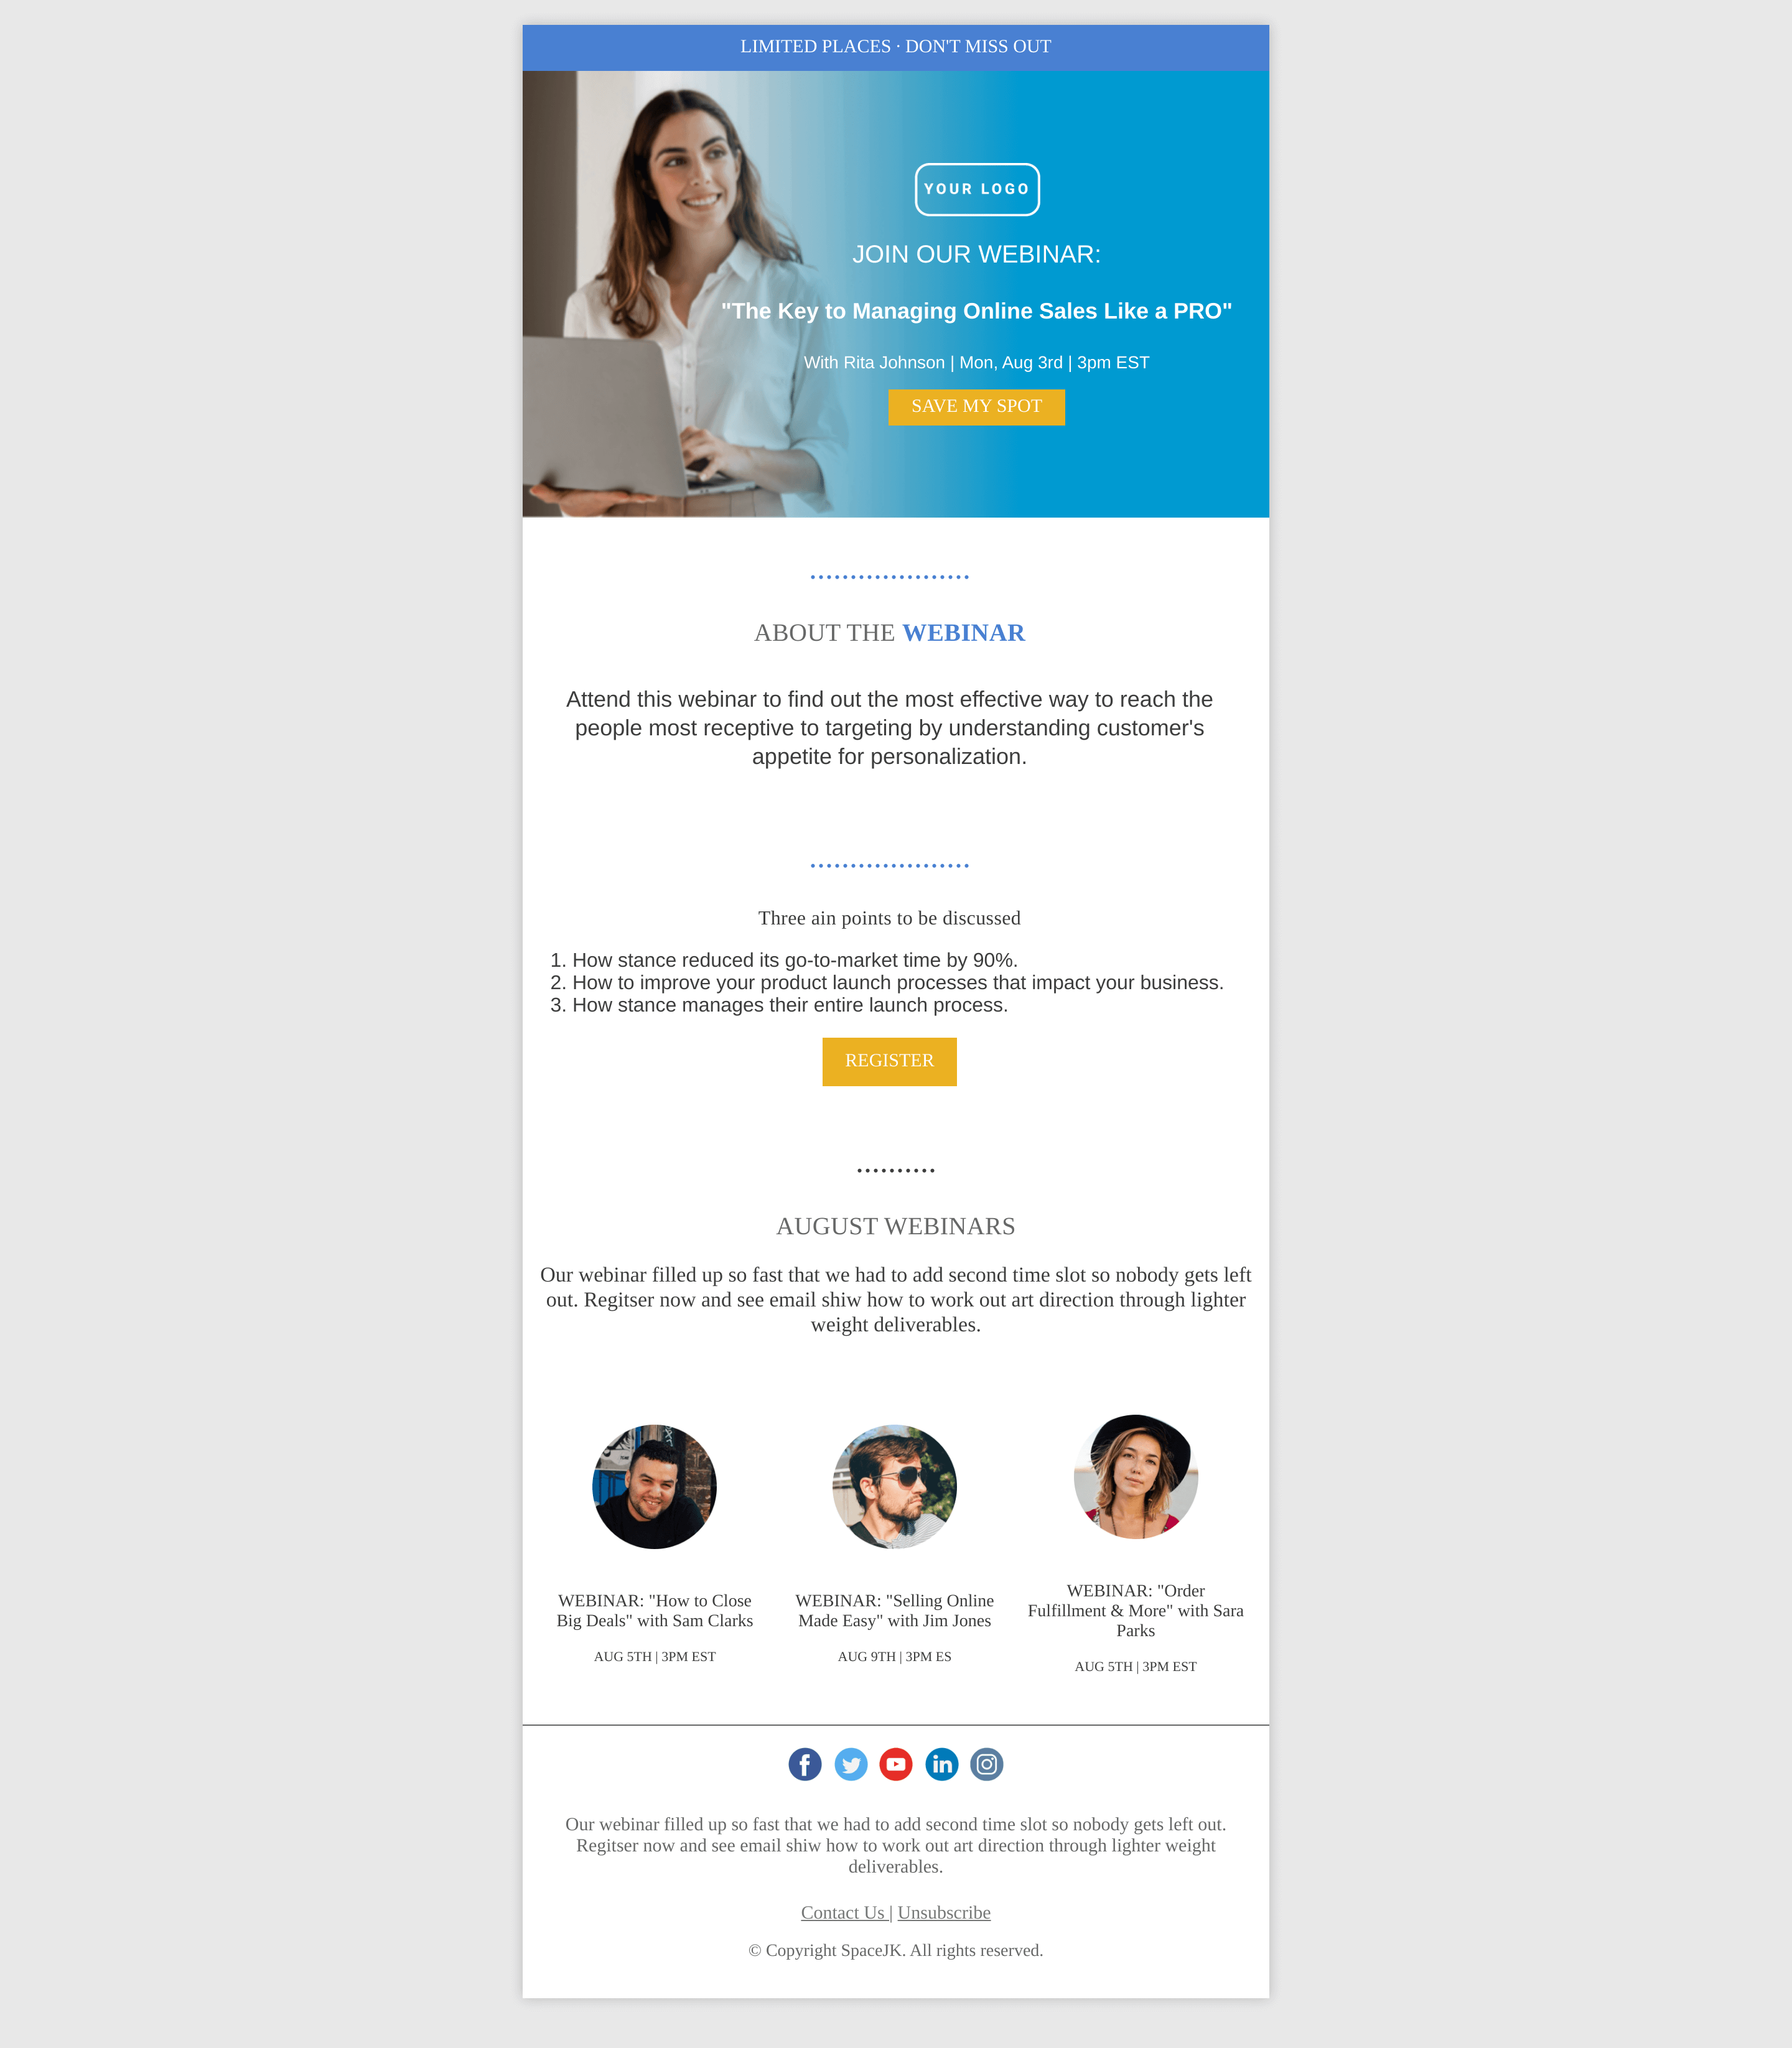 LIMITED PLACES · DON'T MISS OUT
YOUR LOGO
JOIN OUR WEBINAR:
"The Key to Managing Online Sales Like a PRO"
With Rita Johnson | Mon, Aug 3rd | 3pm EST
SAVE MY SPOT
ABOUT THE WEBINAR
Attend this webinar to find out the most effective way to reach the
people most receptive to targeting by understanding customer's
appetite for personalization.
Three ain points to be discussed
1. How stance reduced its go-to-market time by 90%.
2. How to improve your product launch processes that impact your business.
3. How stance manages their entire launch process.
REGISTER
AUGUST WEBINARS
Our webinar filled up so fast that we had to add second time slot so nobody gets left
out. Regitser now and see email shiw how to work out art direction through lighter
weight deliverables.
WEBINAR: "How to Close
Big Deals" with Sam Clarks
AUG 5TH | 3PM EST
WEBINAR: "Selling Online
Made Easy" with Jim Jones
AUG 9TH | 3PM ES
WEBINAR: "Order
Fulfillment & More" with Sara
Parks
AUG 5TH | 3PM EST
Our webinar filled up so fast that we had to add second time slot so nobody gets left out.
Regitser now and see email shiw how to work out art direction through lighter weight
deliverables.
Contact Us | Unsubscribe
© Copyright SpaceJK. All rights reserved.